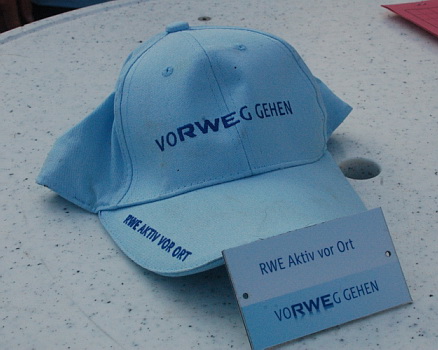 VORWEG GEHEN
RWE AKTIV VOR ORT
RWE Aktiv vor Ort
VORWEG GEHEN